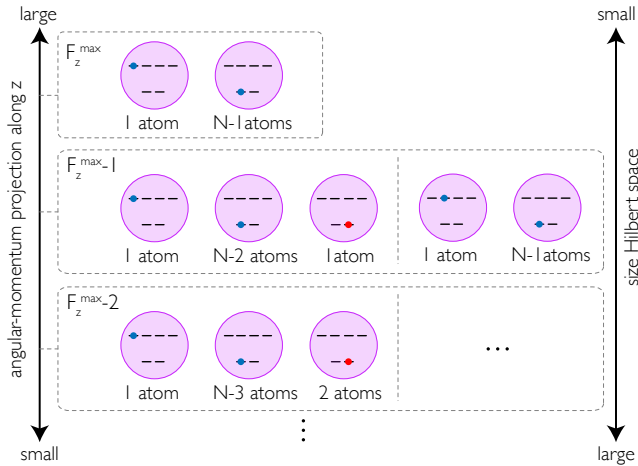 large
small
F_z^max
1 atom
N-1atoms
F_z^max-1
1 atom
N-2 atoms
1atom
1 atom
N-1atoms
F_z^max-2
1 atom
N-3 atoms
2 atoms
...
angular-momentum projection along z
size Hilbert space
small
large